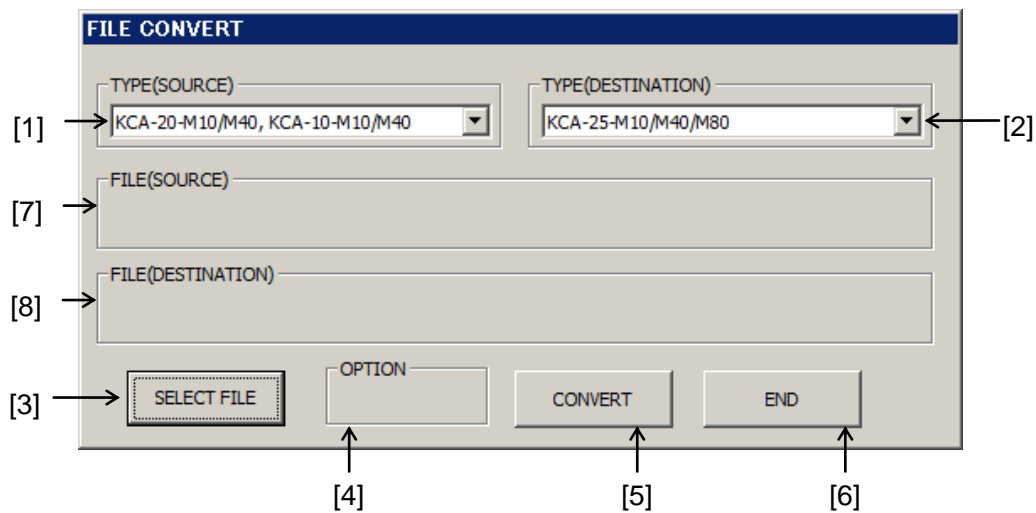 FILE CONVERT
TYPE(SOURCE) TYPE(DESTINATION)
[1] KCA-20-M10/M40, KCA-10-M10/M40 KCA-25-M10/M40/M80 [2]
FILE(SOURCE)
[7]
FILE(DESTINATION)
[8]
OPTION
[3] SELECT FILE CONVERT END
[4] [5] [6]